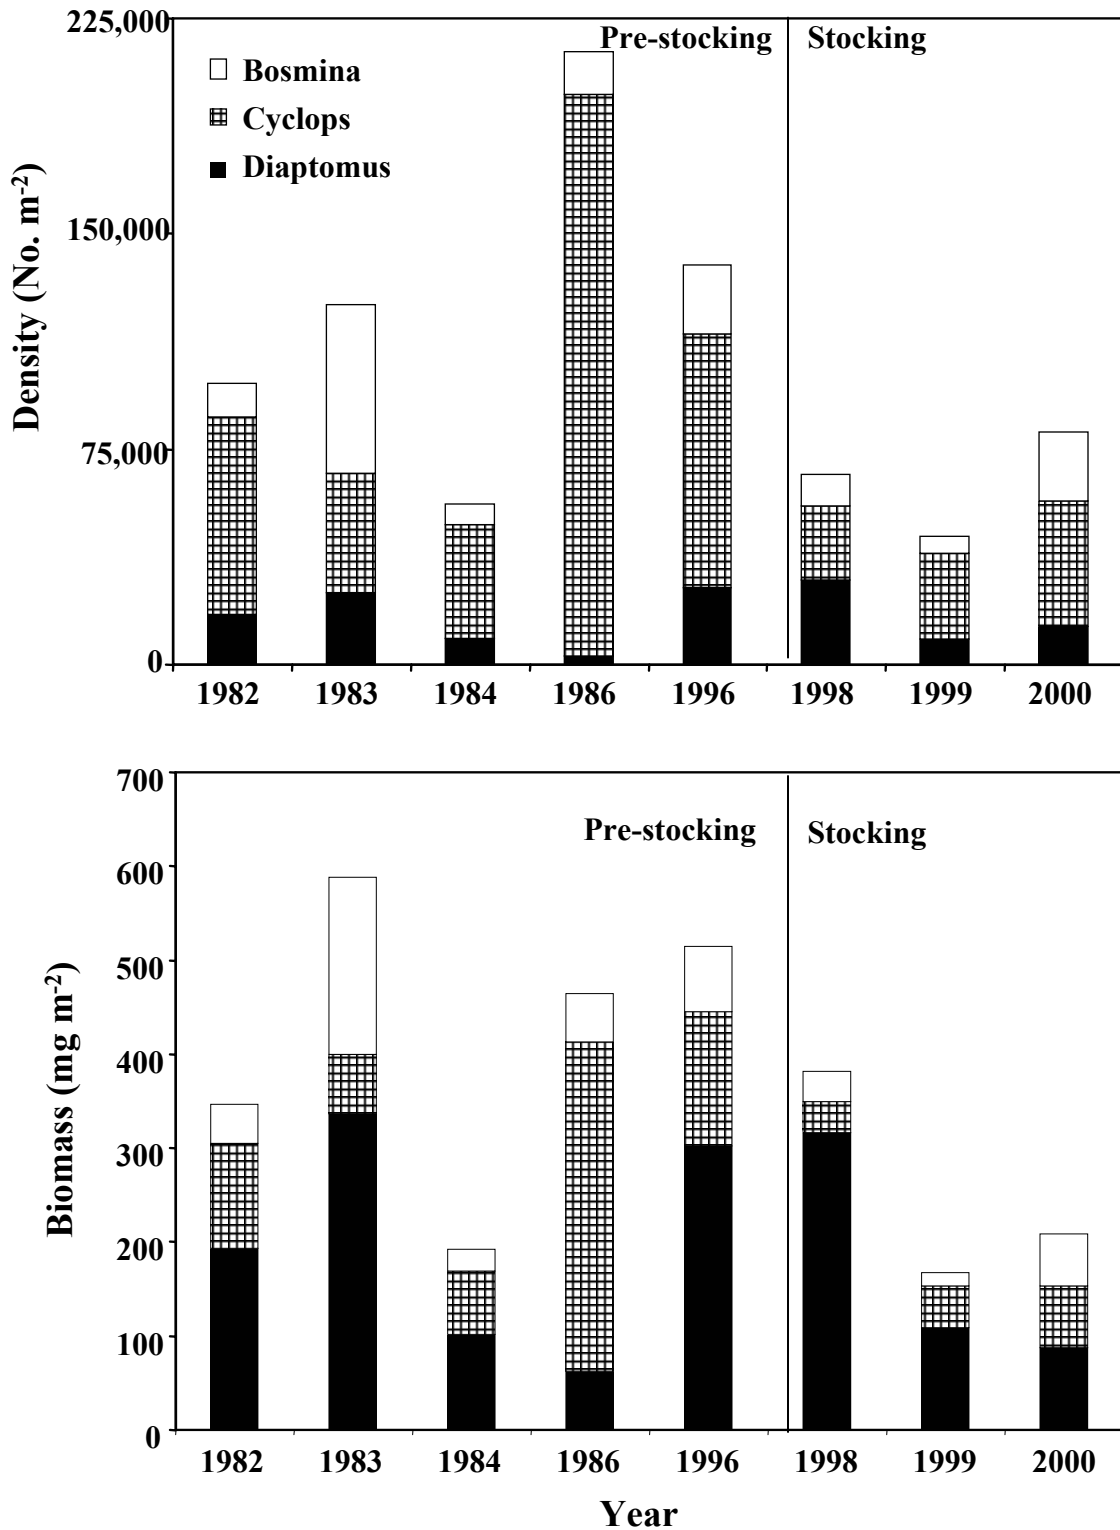 225,000
Pre-stocking
Stocking
Bosmina
Cyclops
Diaptomus
150,000
75,000
0
Density (No. m-2)
1982 1983 1984 1986 1996 1998 1999 2000
700
Pre-stocking
Stocking
600
500
400
300
200
100
0
Biomass (mg m-2)
1982 1983 1984 1986 1996 1998 1999 2000
Year